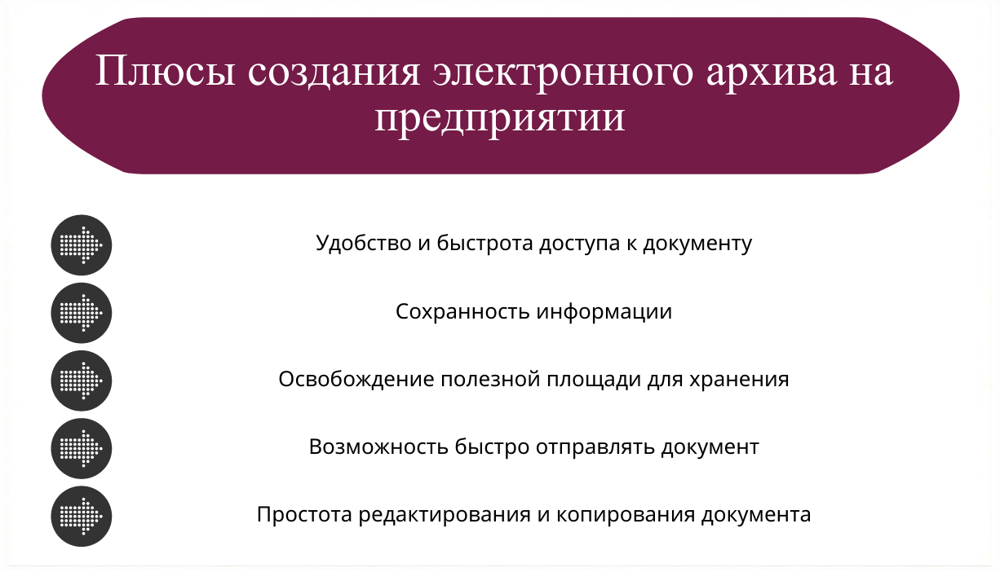 Плюсы создания электронного архива на
предприятии
Удобство и быстрота доступа к документу
Сохранность информации
Освобождение полезной площади для хранения
Возможность быстро отправлять документ
Простота редактирования и копирования документа